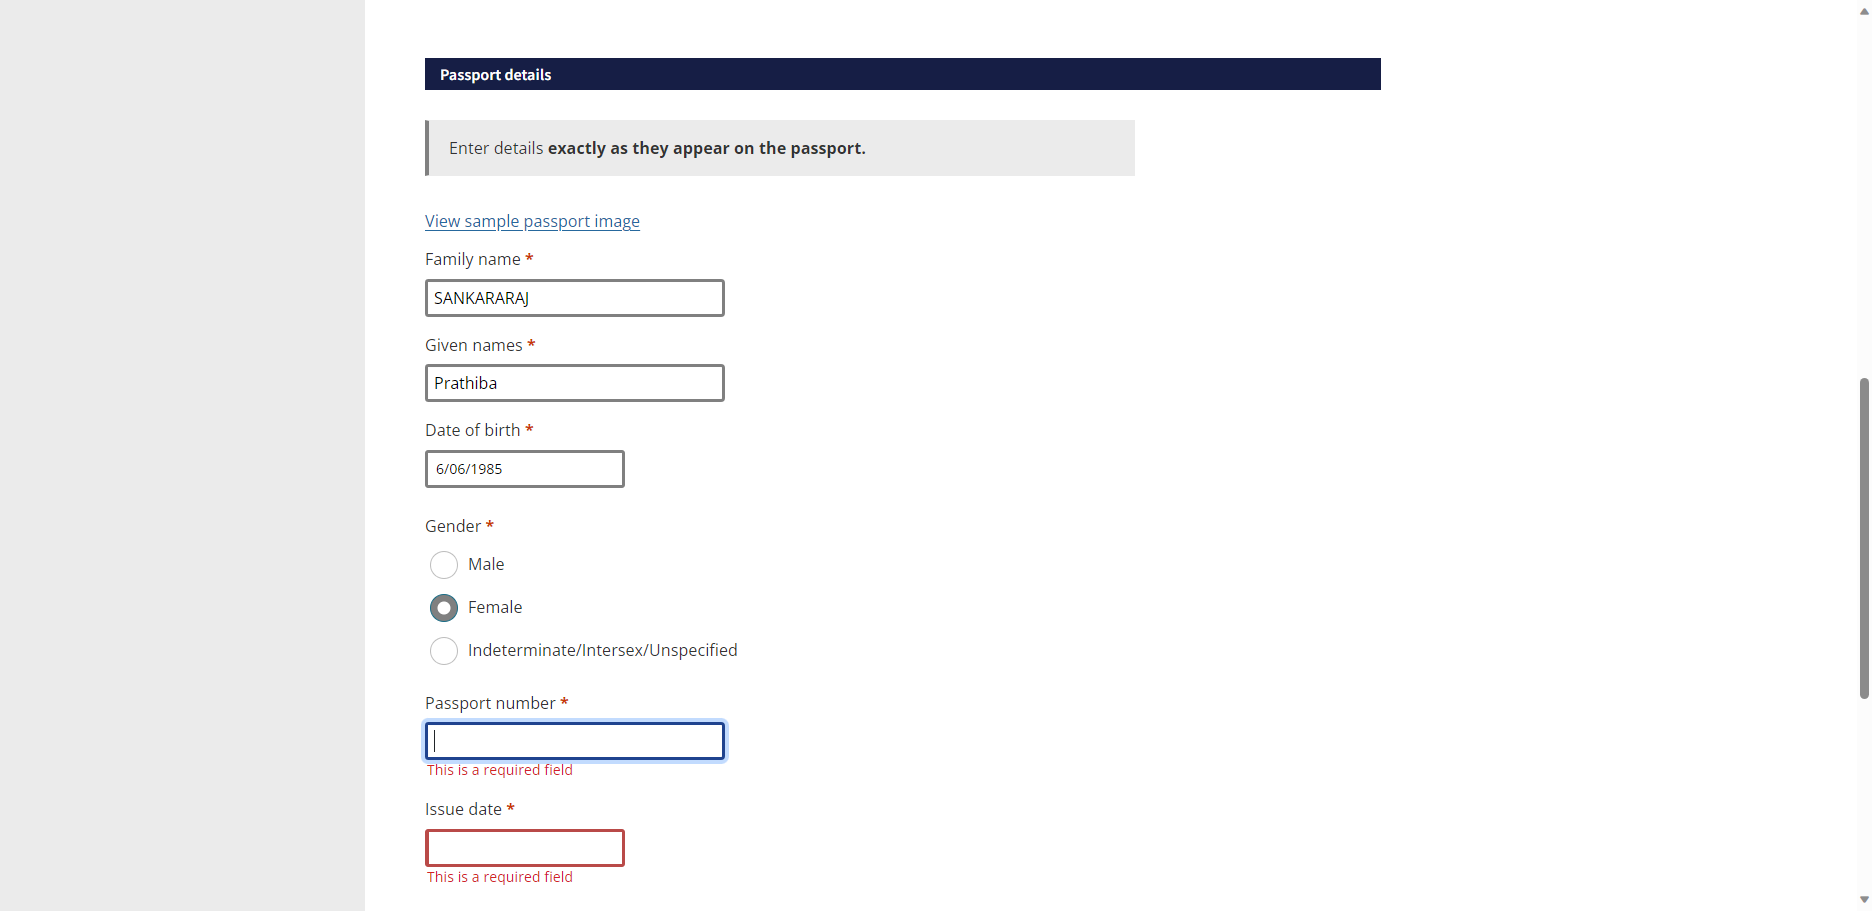 Passport details
Enter details exactly as they appear on the passport.
View sample passport image
Family name *
SANKARARAJ
Given names *
Prathiba
Date of birth *
6/06/1985
Gender *
Male
Female
Indeterminate/Intersex/Unspecified
Passport number *
This is a required field
Issue date *
This is a required field